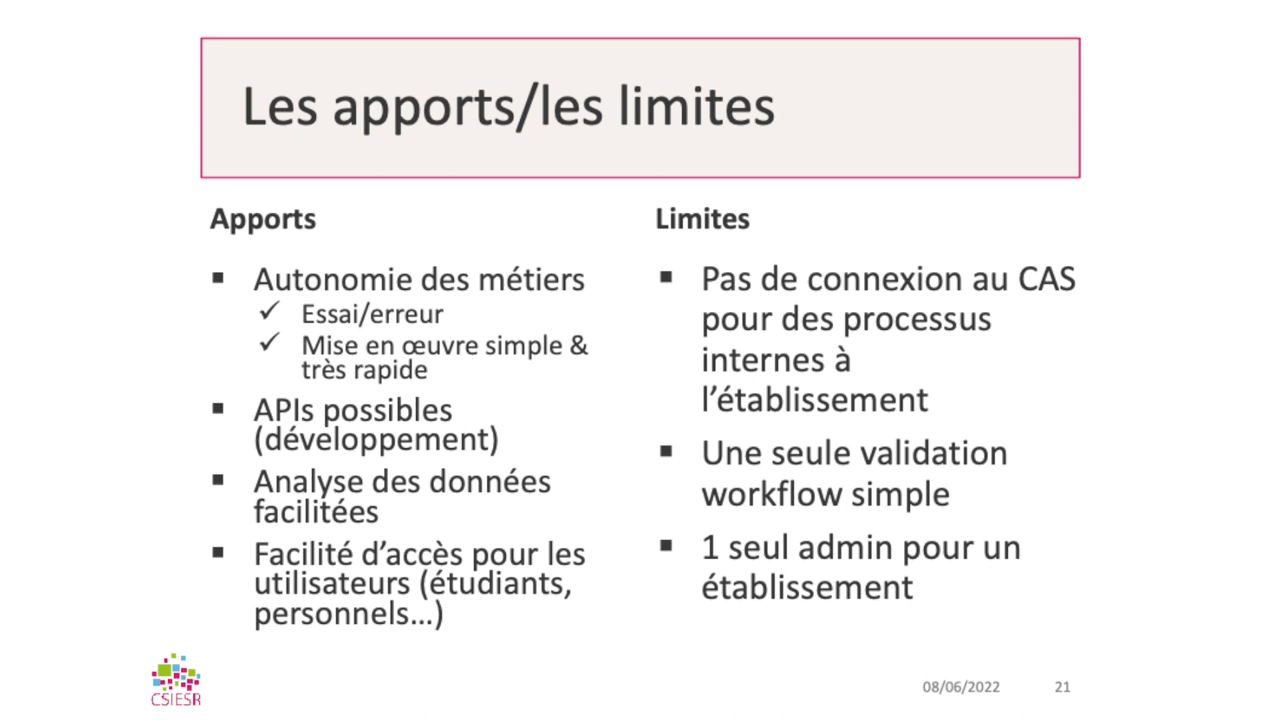 Les apports/les limites
Apports
▪ Autonomie des métiers
✓ Essai/erreur
✓ Mise en œuvre simple &
très rapide
▪ APIs possibles
(développement)
▪ Analyse des données
facilitées
▪ Facilité d’accès pour les
utilisateurs (étudiants,
personnels…)
Limites
▪ Pas de connexion au CAS
pour des processus
internes à
l’établissement
▪ Une seule validation
workflow simple
▪ 1 seul admin pour un
établissement
CSIESR
08/06/2022
21